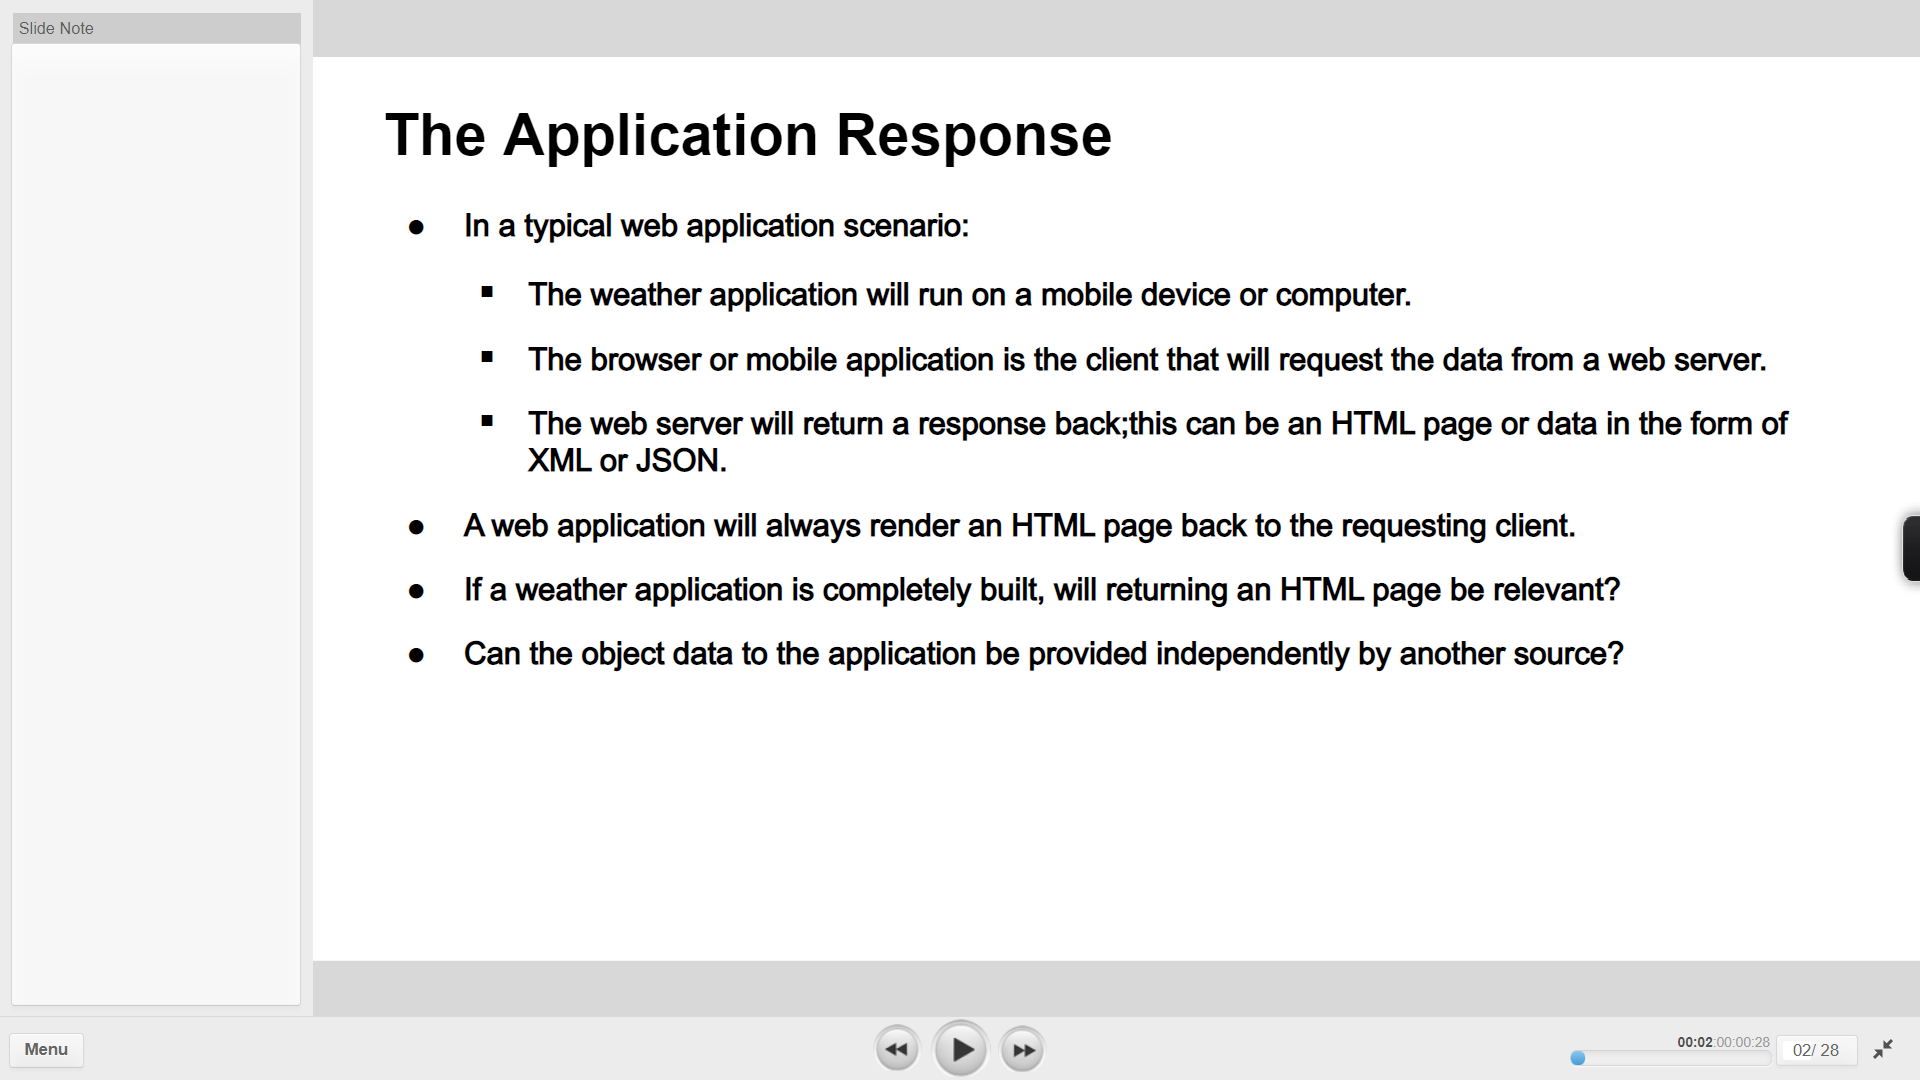 Slide Note
The Application Response
● In a typical web application scenario:
▪ The weather application will run on a mobile device or computer.
▪ The browser or mobile application is the client that will request the data from a web server.
▪ The web server will return a response back;this can be an HTML page or data in the form of
XML or JSON.
● A web application will always render an HTML page back to the requesting client.
● If a weather application is completely built, will returning an HTML page be relevant?
● Can the object data to the application be provided independently by another source?
Menu
00:02:00:00:28
02/ 28